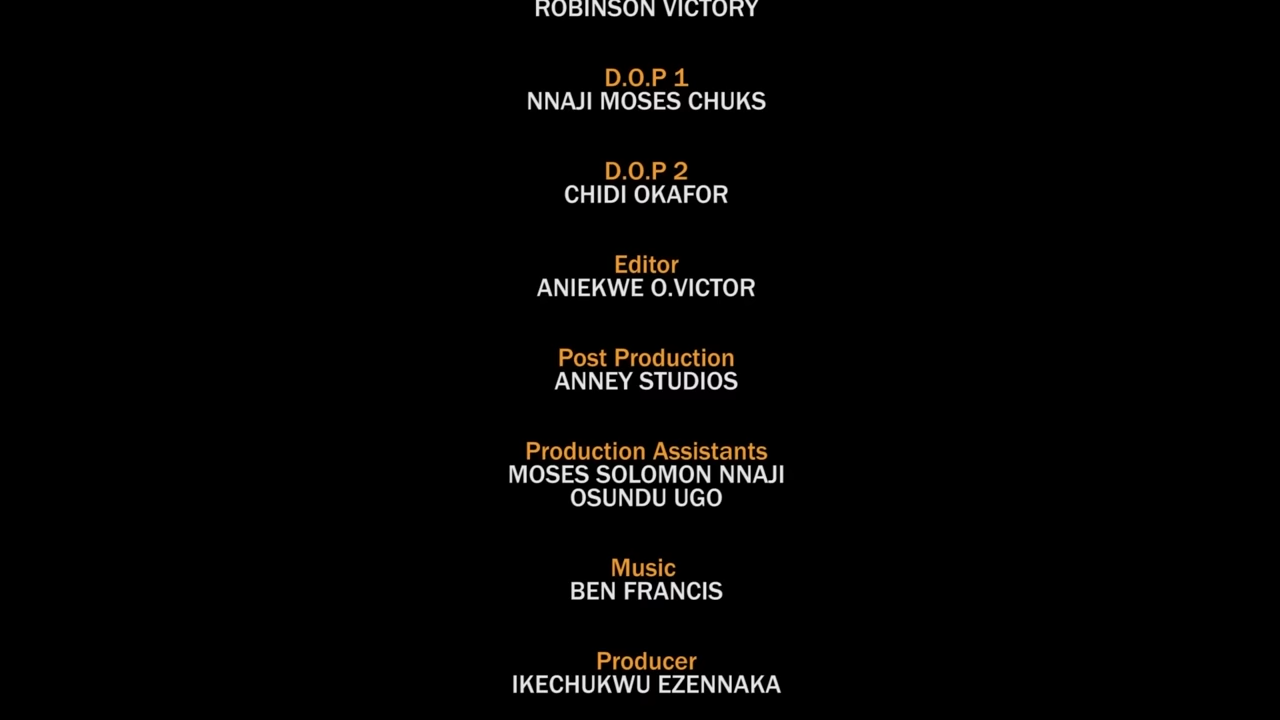 ROBINSON VICTORY
D.O.P 1
NNAJI MOSES CHUKS
D.O.P 2
CHIDI OKAFOR
Editor
ANIEKWE O.VICTOR
Post Production
ANNEY STUDIOS
Production Assistants
MOSES SOLOMON NNAJI
OSUNDU UGO
Music
BEN FRANCIS
Producer
IKECHUKWU EZENNAKA